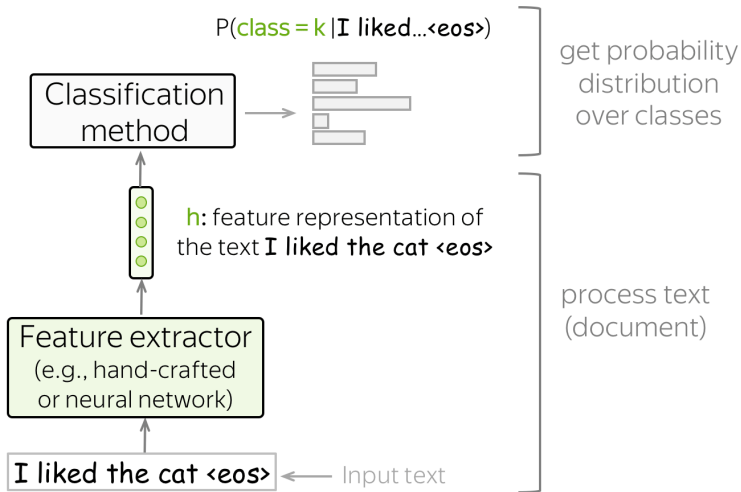 P(class = k |I liked...<eos>)
get probability
distribution
over classes
Classification
method
h: feature representation of
the text I liked the cat <eos>
process text
(document)
Feature extractor
(e.g., hand-crafted
or neural network)
I liked the cat <eos>
Input text